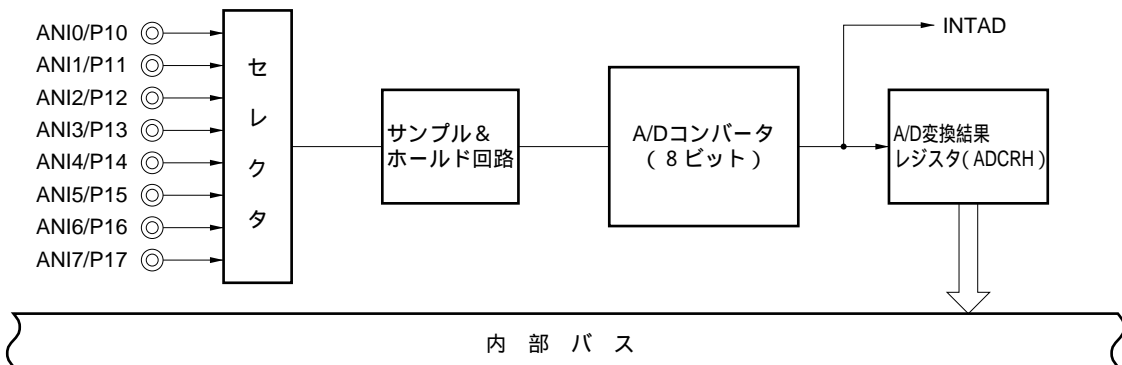 ANI0/P10
ANI1/P11
ANI2/P12
ANI3/P13
ANI4/P14
ANI5/P15
ANI6/P16
ANI7/P17
セレクタ
サンプル&
ホールド回路
A/Dコンバータ
(8ビット)
INTAD
A/D変換結果
レジスタ(ADCRH)
内部バス